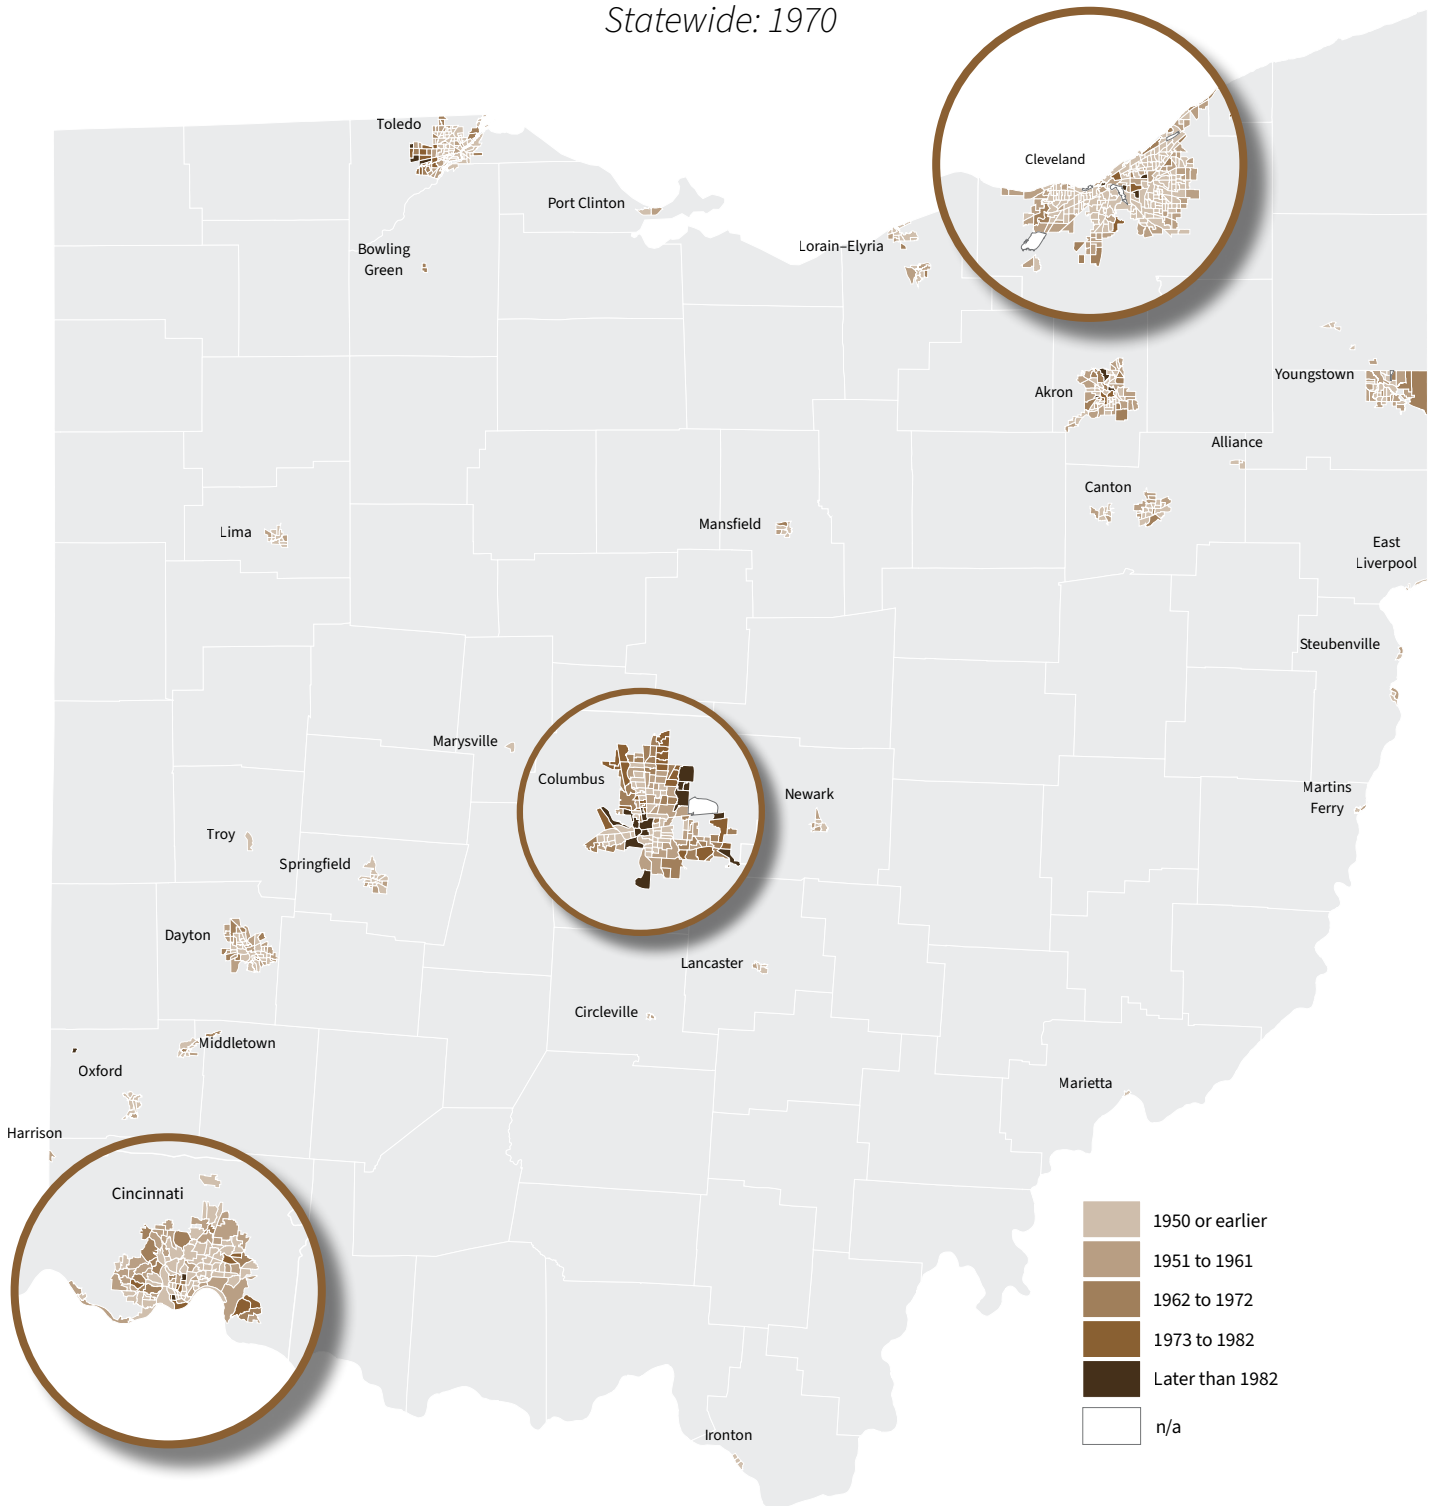 Statewide: 1970
Toledo
Cleveland
Port Clinton
Lorain–Elyria
Bowling
Green
Youngstown
Akron
Alliance
Canton
Lima
Mansfield
East
Liverpool
Steubenville
Marysville
Columbus
Newark
Martins
Ferry
Troy
Springfield
Dayton
Lancaster
Circleville
Middletown
Oxford
Marietta
Harrison
Cincinnati
1950 or earlier
1951 to 1961
1962 to 1972
1973 to 1982
Later than 1982
n/a
Ironton